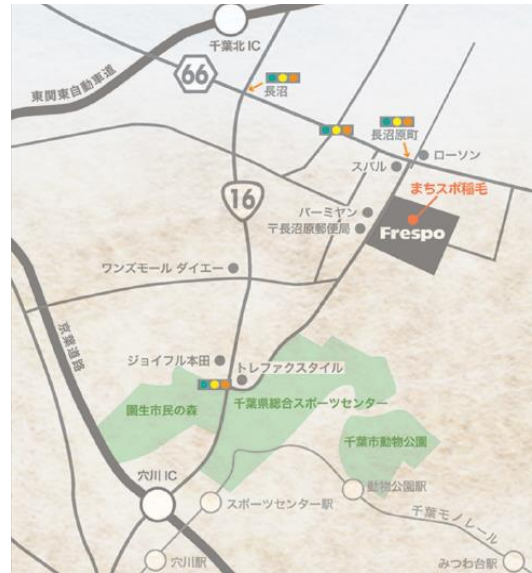 千葉北IC
東関東自動車道
66
長沼
長沼原町
ローソン
スバル
まちスポ稲毛
16
バーミヤン
〒長沼原郵便局
Frespo
ワンズモール ダイエー
京葉道路
ジョイフル本田
トレファクスタイル
園生市民の森
千葉県総合スポーツセンター
千葉市動物公園
穴川IC
スポーツセンター駅
動物公園駅
千葉モノレール
穴川駅
みつわ台駅